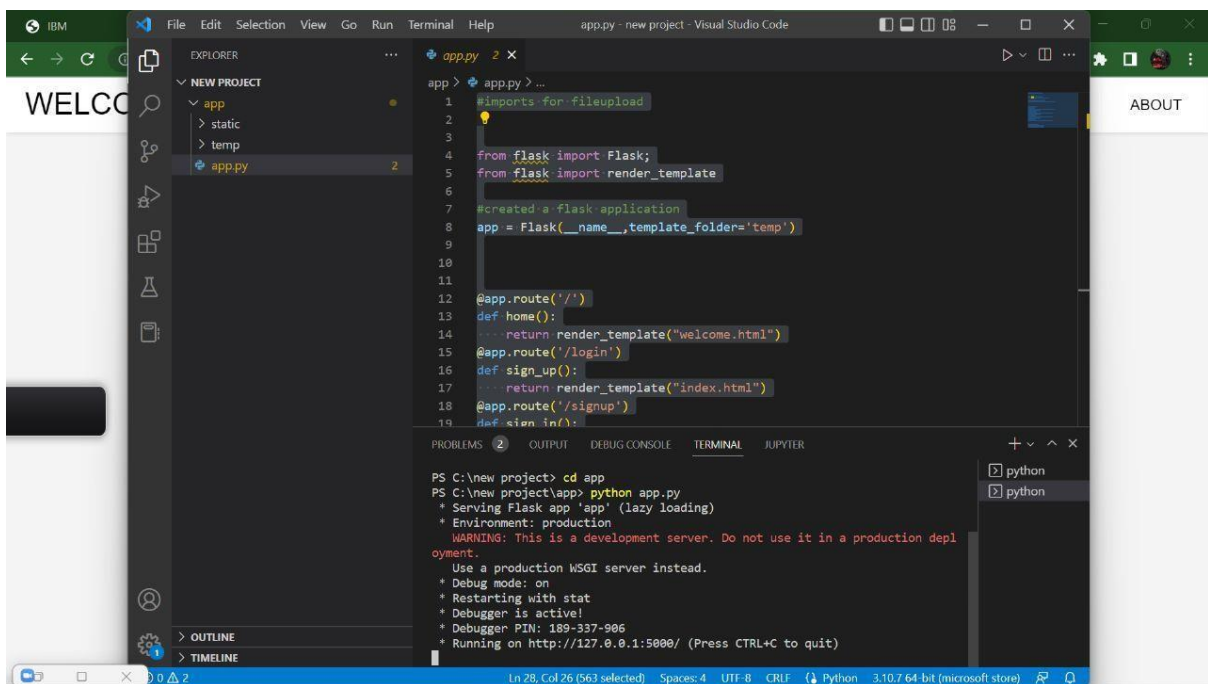 IBM
File Edit Selection View Go Run Terminal Help app.py - new project - Visual Studio Code
WELCO
ABOUT
EXPLORER
NEW PROJECT
app
static
temp
app.py 2
OUTLINE
TIMELINE
app.py 2
app > app.py > ...
1 #imports for fileupload
2
3
4 from flask import Flask;
5 from flask import render_template
6
7 #created a flask application
8 app = Flask(__name__,template_folder='temp')
9
10
11
12 @app.route('/')
13 def home():
14 return render_template("welcome.html")
15 @app.route('/login')
16 def sign_up():
17 return render_template("index.html")
18 @app.route('/signup')
19 def sign_in():
PROBLEMS 2 OUTPUT DEBUG CONSOLE TERMINAL JUPYTER
PS C:\new project> cd app
PS C:\new project\app> python app.py
* Serving Flask app 'app' (lazy loading)
* Environment: production
WARNING: This is a development server. Do not use it in a production depl
oyment.
Use a production WSGI server instead.
* Debug mode: on
* Restarting with stat
* Debugger is active!
* Debugger PIN: 189-337-906
* Running on http://127.0.0.1:5000/ (Press CTRL+C to quit)
python
python
1
0 2 Ln 28, Col 26 (563 selected) Spaces: 4 UTF-8 CRLF Python 3.10.7 64-bit (microsoft store)